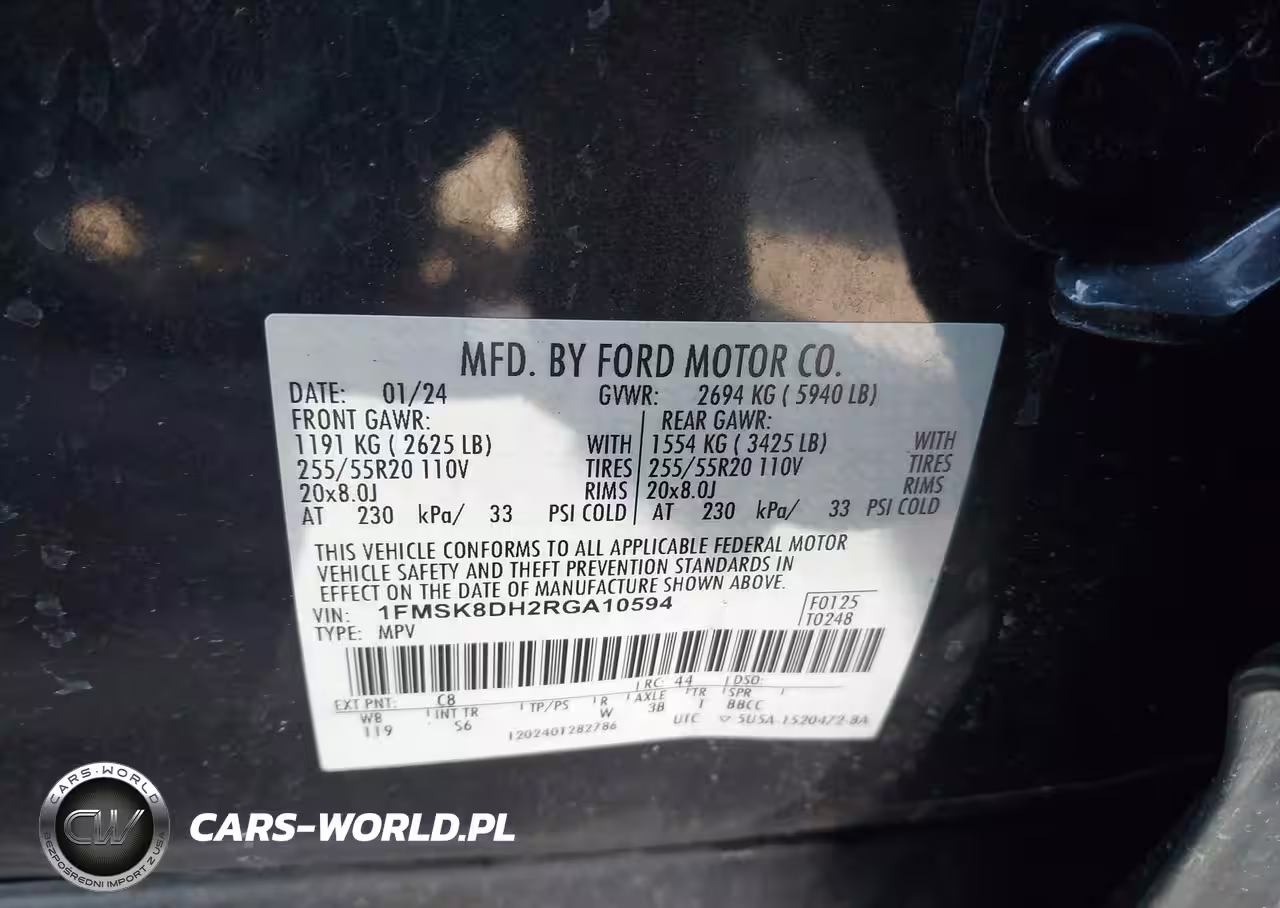 MFD. BY FORD MOTOR CO.
DATE: 01/24 GVWR: 2694 KG ( 5940 LB)
FRONT GAWR: REAR GAWR:
1191 KG ( 2625 LB) WITH 1554 KG ( 3425 LB) WITH
255/55R20 110V TIRES 255/55R20 110V TIRES
20x8.0J RIMS 20x8.0J RIMS
AT 230 kPa/ 33 PSI COLD AT 230 kPa/ 33 PSI COLD
THIS VEHICLE CONFORMS TO ALL APPLICABLE FEDERAL MOTOR
VEHICLE SAFETY AND THEFT PREVENTION STANDARDS IN
EFFECT ON THE DATE OF MANUFACTURE SHOWN ABOVE.
VIN: 1FMSK8DH2RGA10594 F0125
TYPE: MPV T0248
EXT PNT: C8 RC: 44 DSO:
WB INT TR TP/PS R AXLE TR SPR
119 S6 W 3B T BBCC
UTC
CARS-WORLD
CW
BEZPOŚREDNI IMPORT Z USA
CARS-WORLD.PL